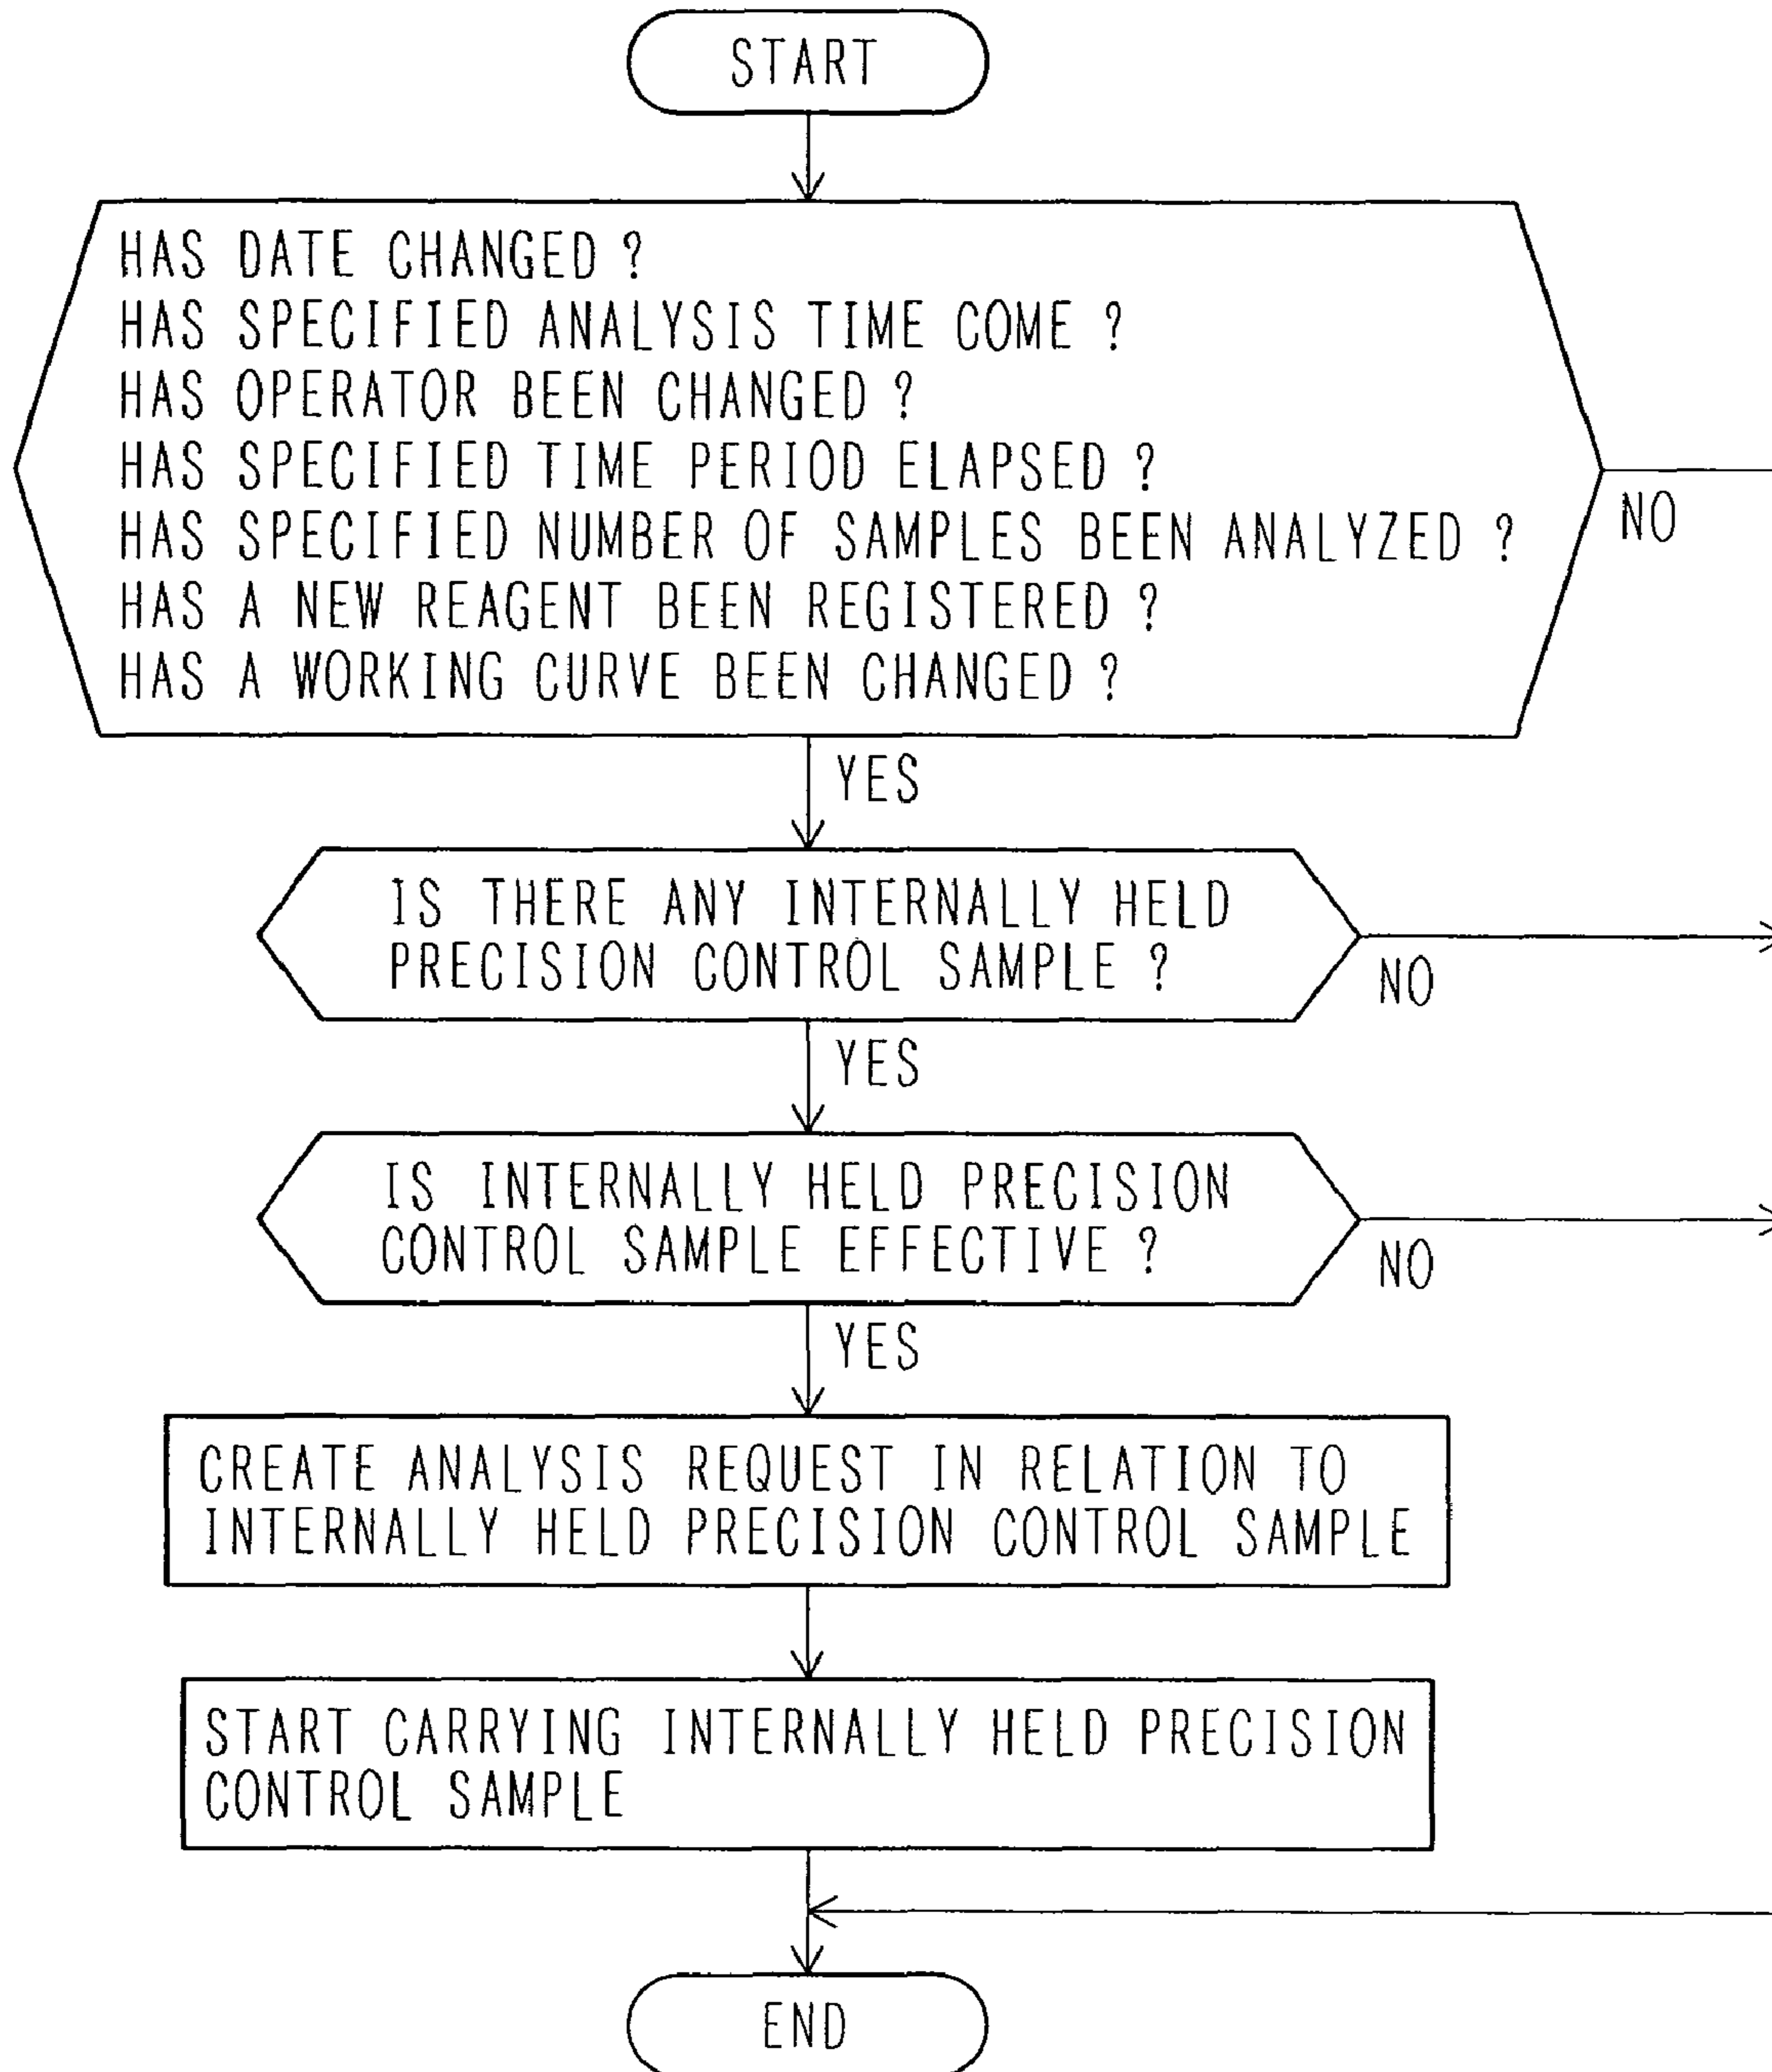 START
HAS DATE CHANGED ?
HAS SPECIFIED ANALYSIS TIME COME ?
HAS OPERATOR BEEN CHANGED ?
HAS SPECIFIED TIME PERIOD ELAPSED ?
HAS SPECIFIED NUMBER OF SAMPLES BEEN ANALYZED ?
HAS A NEW REAGENT BEEN REGISTERED ?
HAS A WORKING CURVE BEEN CHANGED ?
NO
YES
IS THERE ANY INTERNALLY HELD
PRECISION CONTROL SAMPLE ?
NO
YES
IS INTERNALLY HELD PRECISION
CONTROL SAMPLE EFFECTIVE ?
NO
YES
CREATE ANALYSIS REQUEST IN RELATION TO
INTERNALLY HELD PRECISION CONTROL SAMPLE
START CARRYING INTERNALLY HELD PRECISION
CONTROL SAMPLE
END